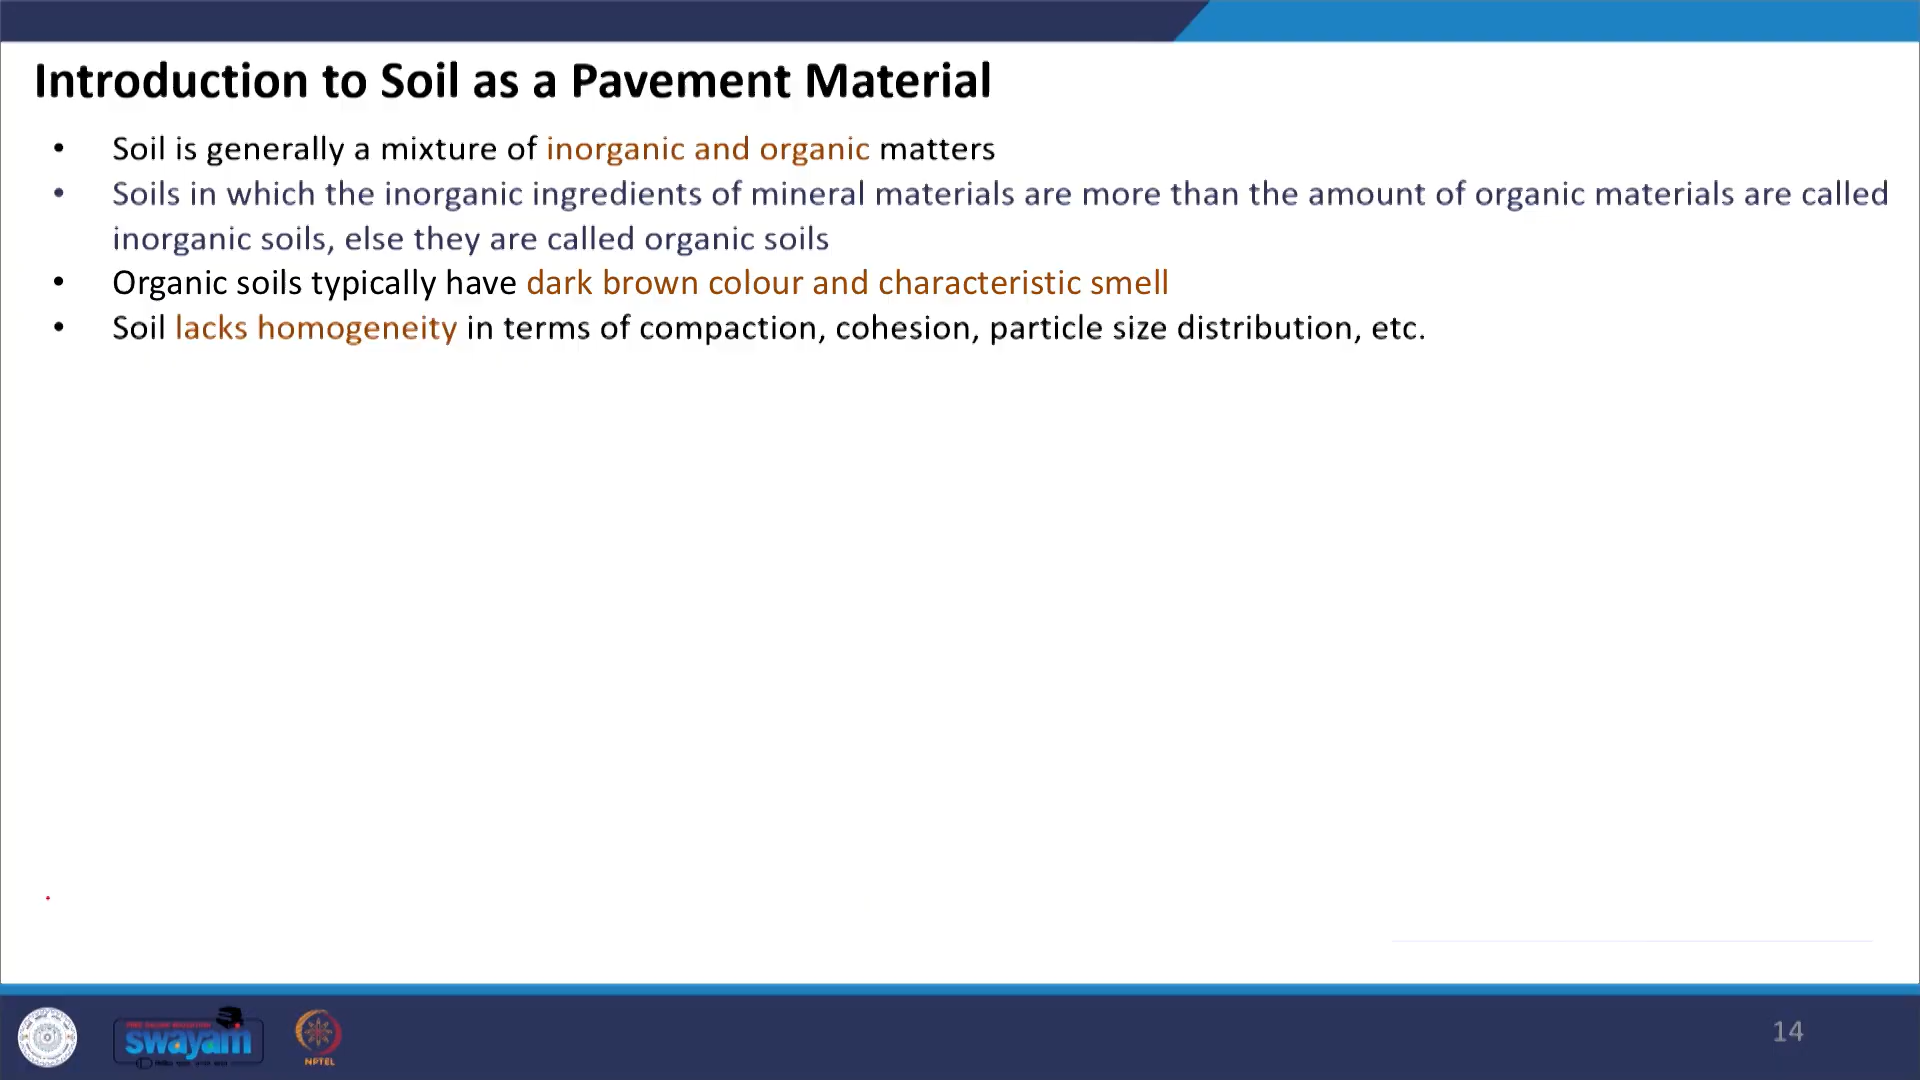 Introduction to Soil as a Pavement Material
• Soil is generally a mixture of inorganic and organic matters
• Soils in which the inorganic ingredients of mineral materials are more than the amount of organic materials are called
inorganic soils, else they are called organic soils
• Organic soils typically have dark brown colour and characteristic smell
• Soil lacks homogeneity in terms of compaction, cohesion, particle size distribution, etc.
swayam
NPTEL
14